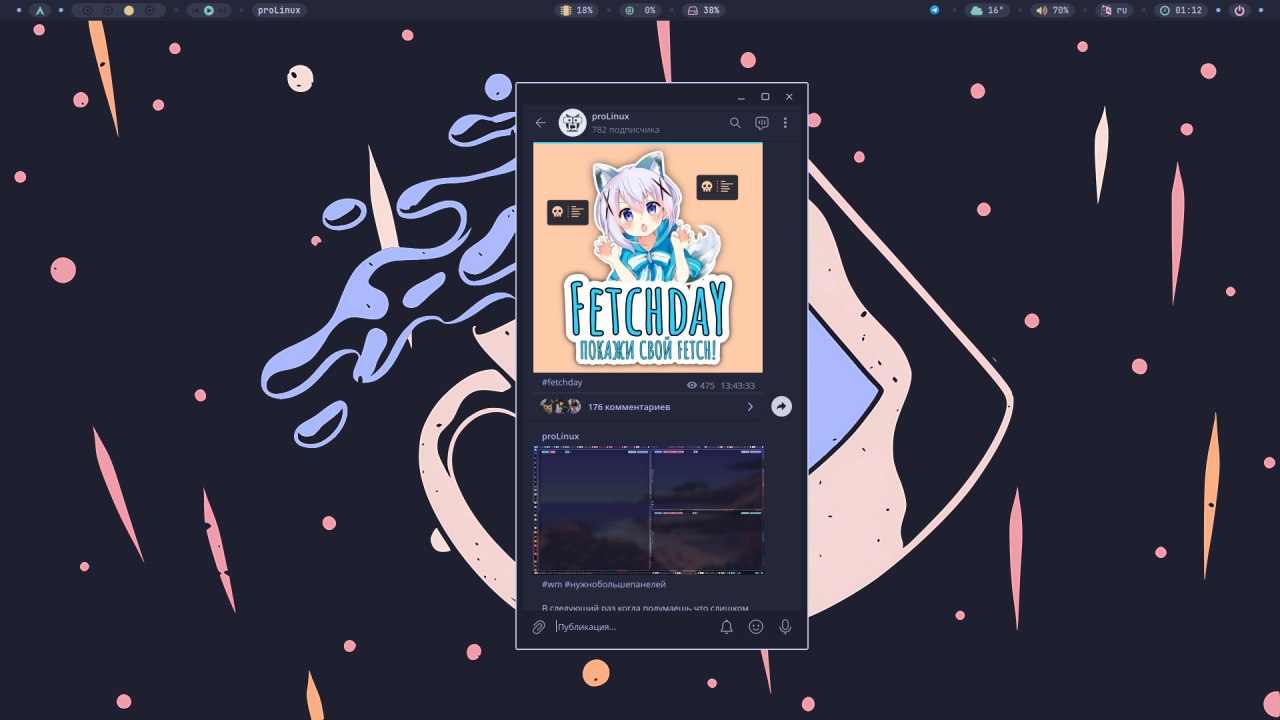 proLinux
18%
0%
38%
16°
70%
ru
01:12
proLinux
782 подписчика
FETCHDAY
ПОКАЖИ СВОЙ FETCH!
#fetchday
475 13:43:33
176 комментариев
proLinux
#wm #нужнобольшепанелей
В следующий раз когда подумаешь что слишком
Публикация...